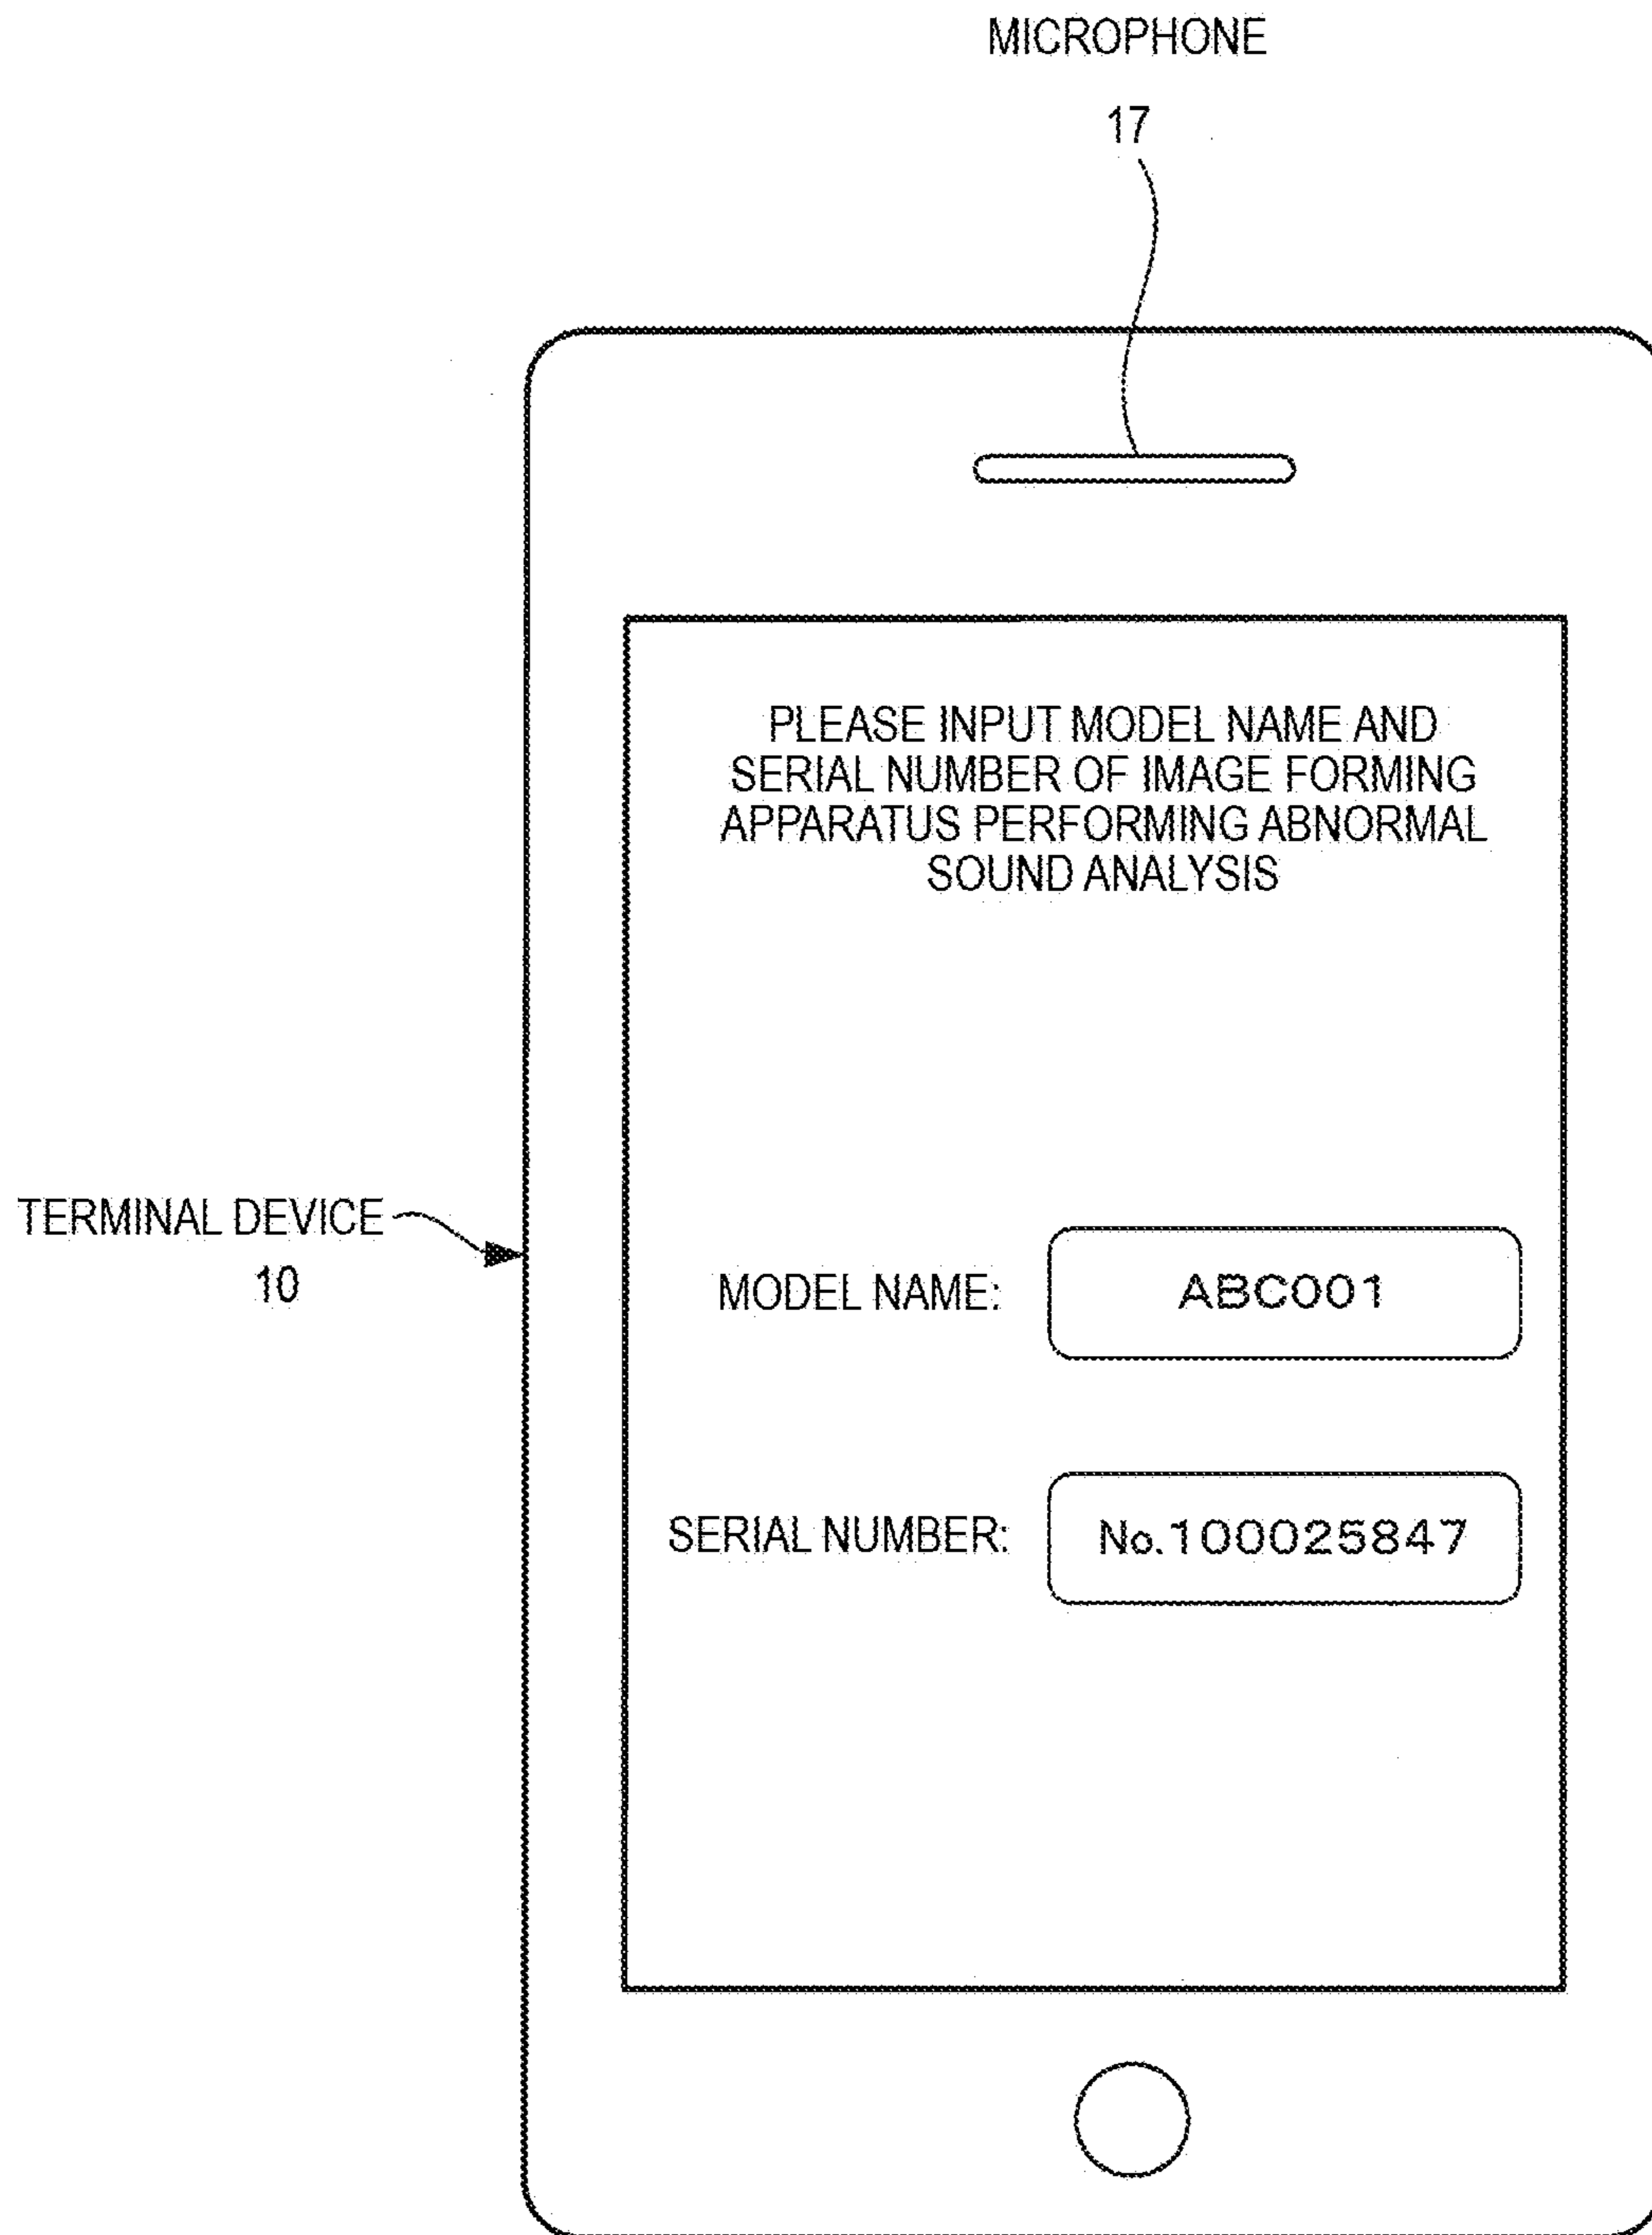 MICROPHONE
17
PLEASE INPUT MODEL NAME AND
SERIAL NUMBER OF IMAGE FORMING
APPARATUS PERFORMING ABNORMAL
SOUND ANALYSIS
TERMINAL DEVICE
10
MODEL NAME: ABC001
SERIAL NUMBER: No.100025847